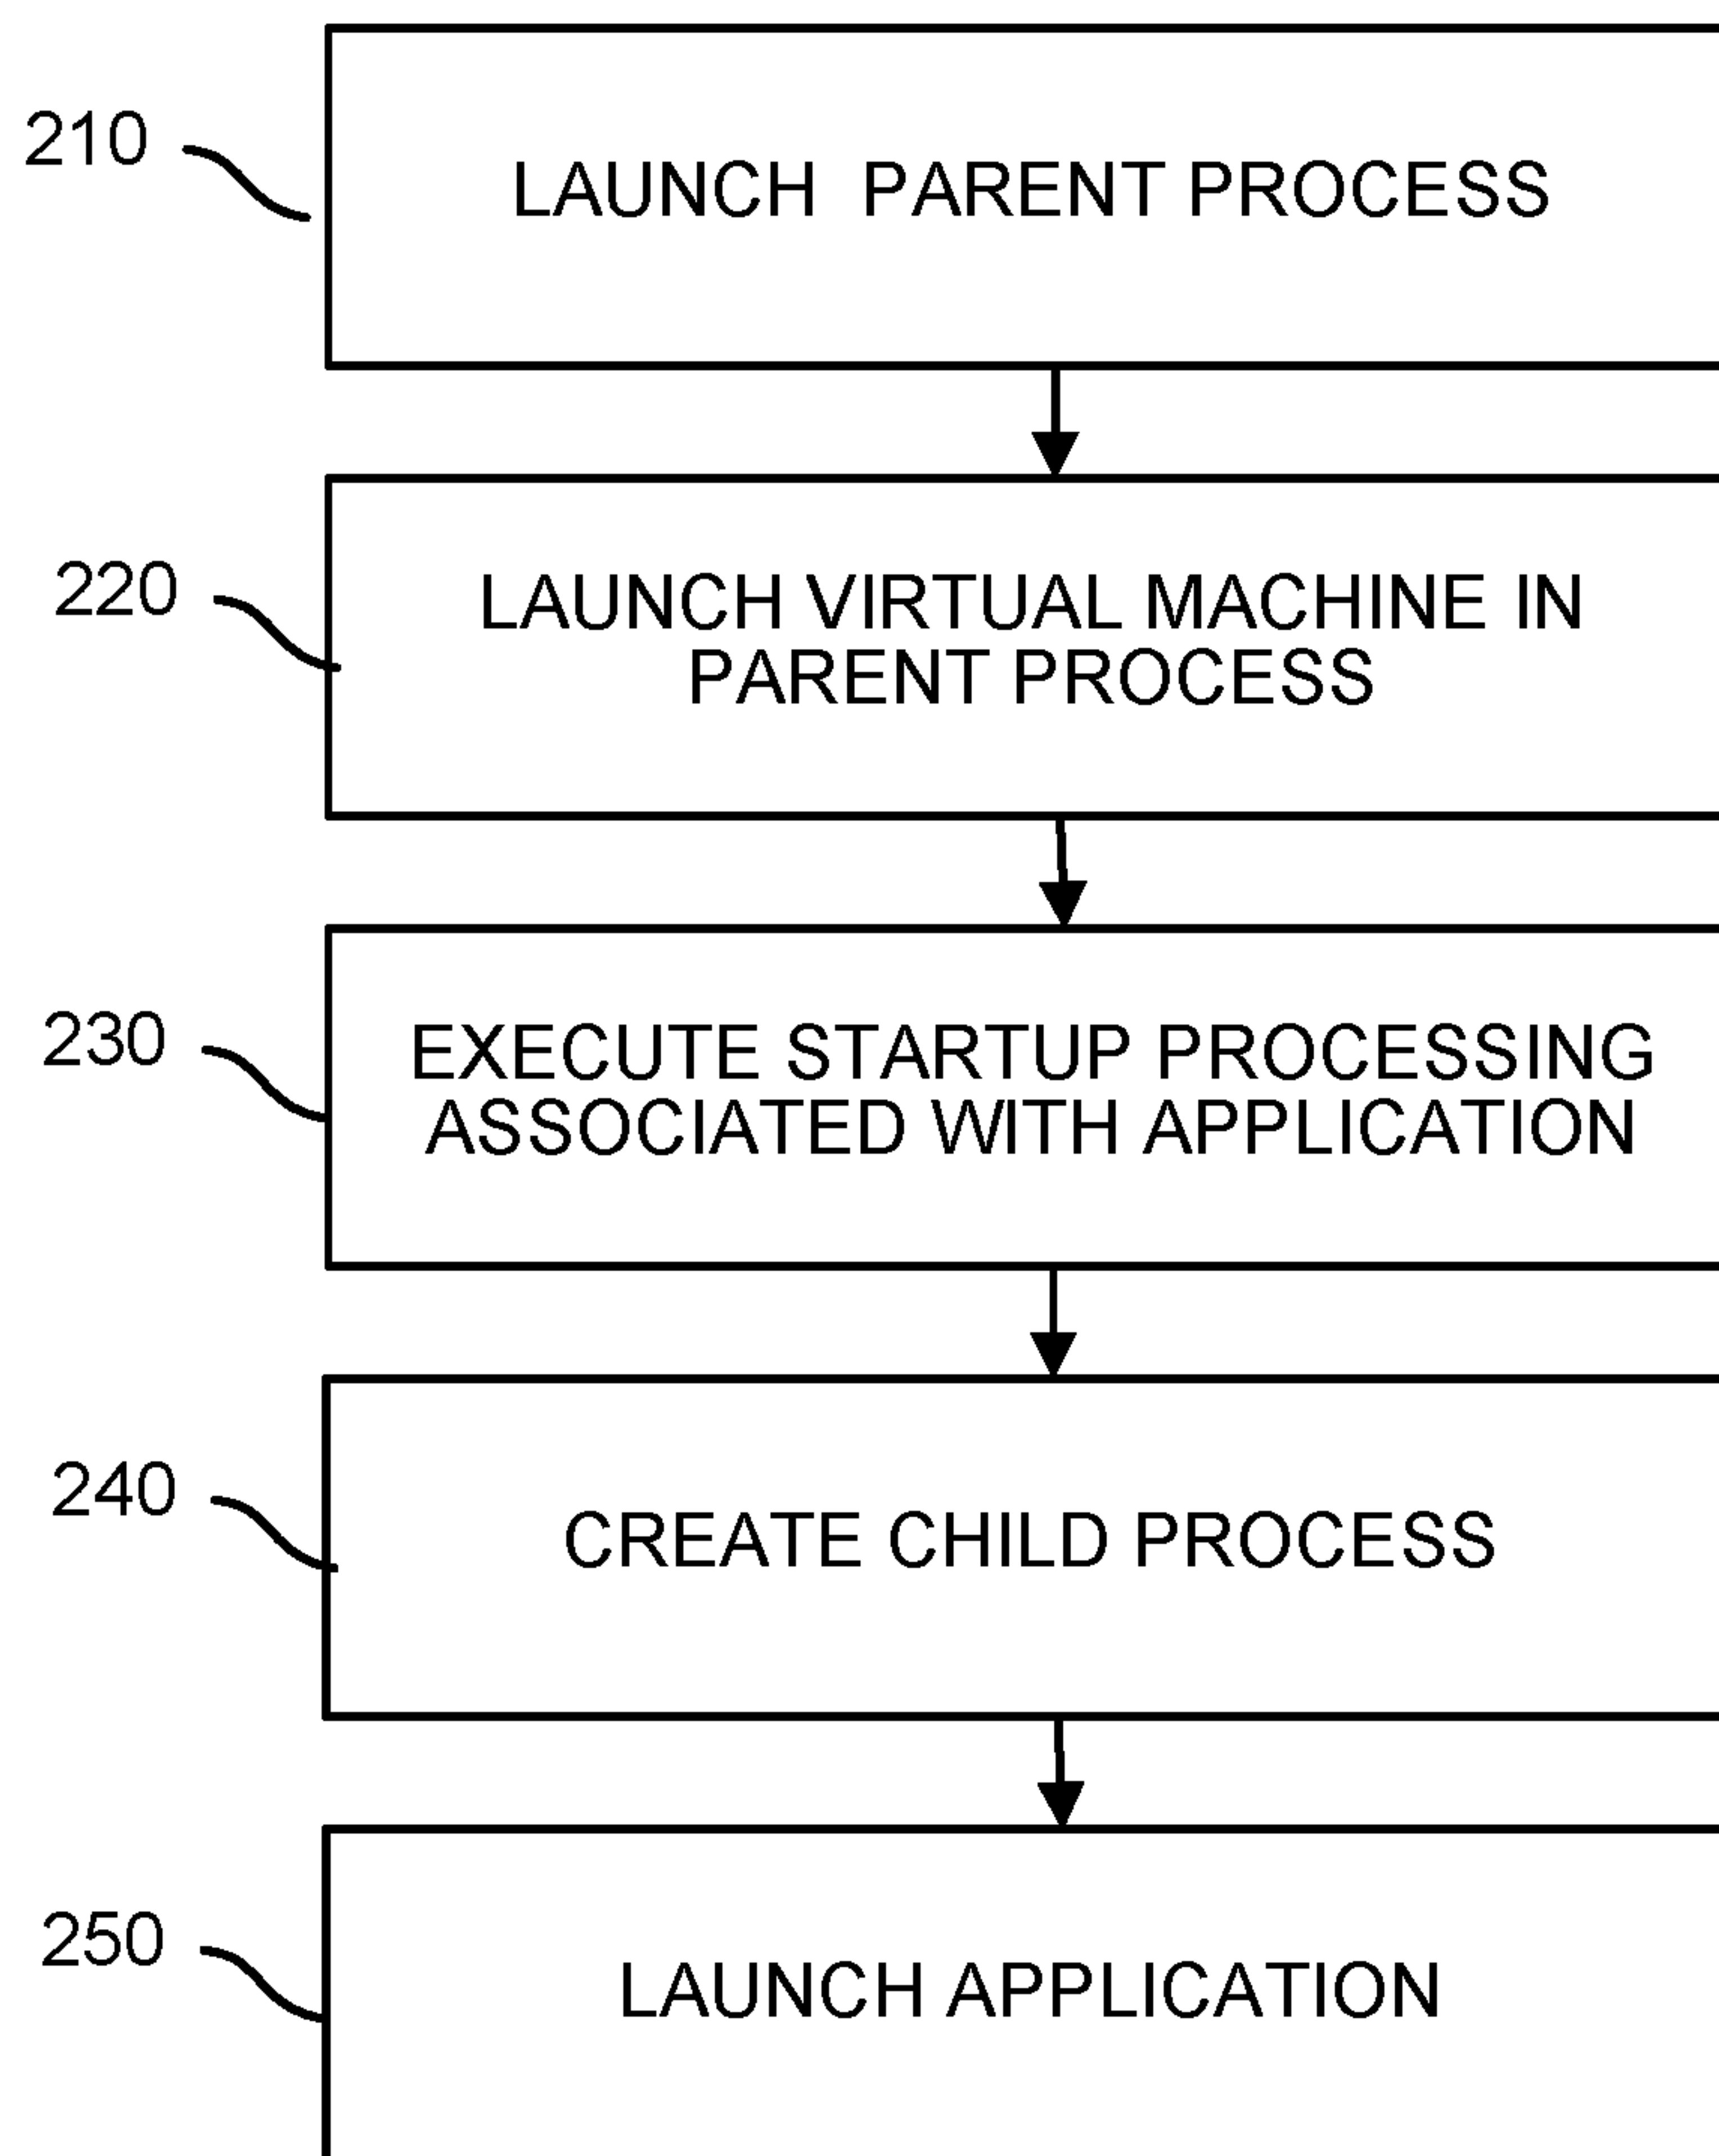 210
LAUNCH PARENT PROCESS
220
LAUNCH VIRTUAL MACHINE IN
PARENT PROCESS
230
EXECUTE STARTUP PROCESSING
ASSOCIATED WITH APPLICATION
240
CREATE CHILD PROCESS
250
LAUNCH APPLICATION